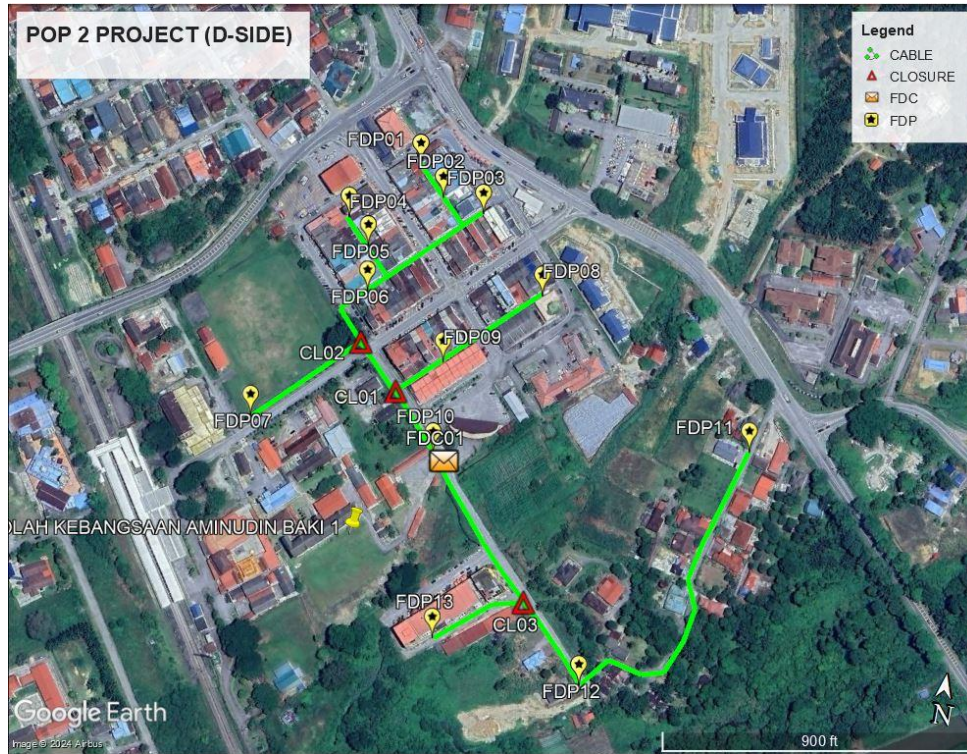 POP 2 PROJECT (D-SIDE)
Legend
CABLE
CLOSURE
FDC
FDP
FDP01
FDP02
FDP03
FDP04
FDP05
FDP06
FDP08
FDP09
CL02
CL01
FDP07
FDP10
FDC01
FDP11
OLAH KEBANGSAAN AMINUDIN BAKI 1
FDP13
CL03
FDP12
Google Earth
Image © 2024 Airbus
900 ft
N